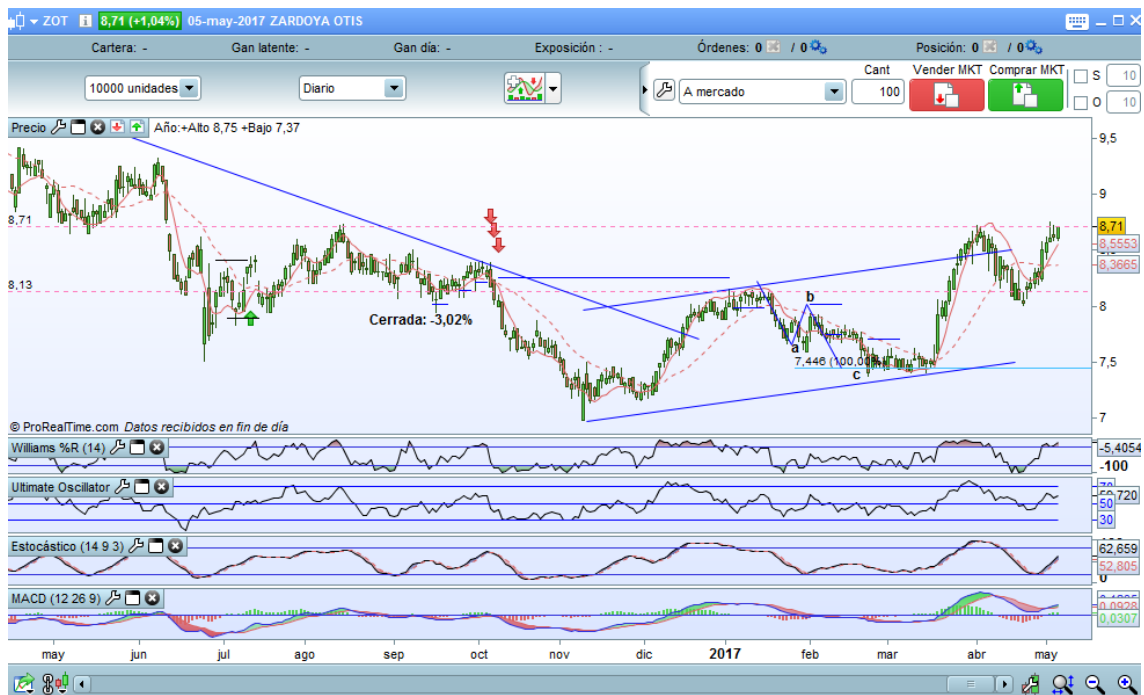 ZOT 8,71 (+1,04%) 05-may-2017 ZARDOYA OTIS
Cartera: - Gan latente: - Gan día: - Exposición : - Órdenes: 0 / 0 Posición: 0 / 0
Cant Vender MKT Comprar MKT
10000 unidades Diario A mercado 100 S 10
O 10
Precio Año:+Alto 8,75 +Bajo 7,37
9,5
9
8,71 8,71
8,5553
8,3665
8,13
8
Cerrada: -3,02%
b
a
7,446 (100,00%)
c
7,5
7
© ProRealTime.com Datos recibidos en fin de día
Williams %R (14) -5,4054
-100
Ultimate Oscillator 70
50
30
Estocástico (14 9 3) 62,659
52,805
0
MACD (12 26 9)
0,0928
0,0307
may jun jul ago sep oct nov dic 2017 feb mar abr may